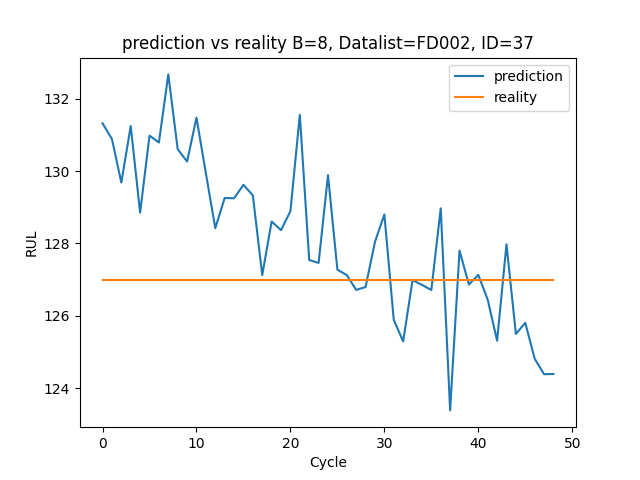 prediction vs reality B=8, Datalist=FD002, ID=37
prediction
reality
RUL
132
130
128
126
124
0 10 20 30 40 50
Cycle